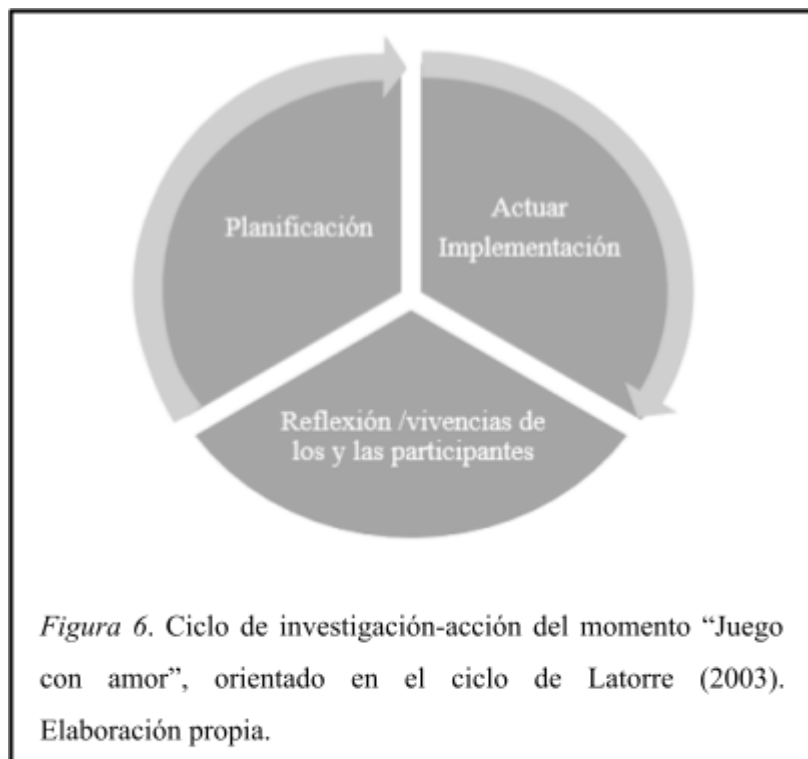 Planificación
Actuar
Implementación
Reflexión /vivencias de
los y las participantes
Figura 6. Ciclo de investigación-acción del momento “Juego
con amor”, orientado en el ciclo de Latorre (2003).
Elaboración propia.